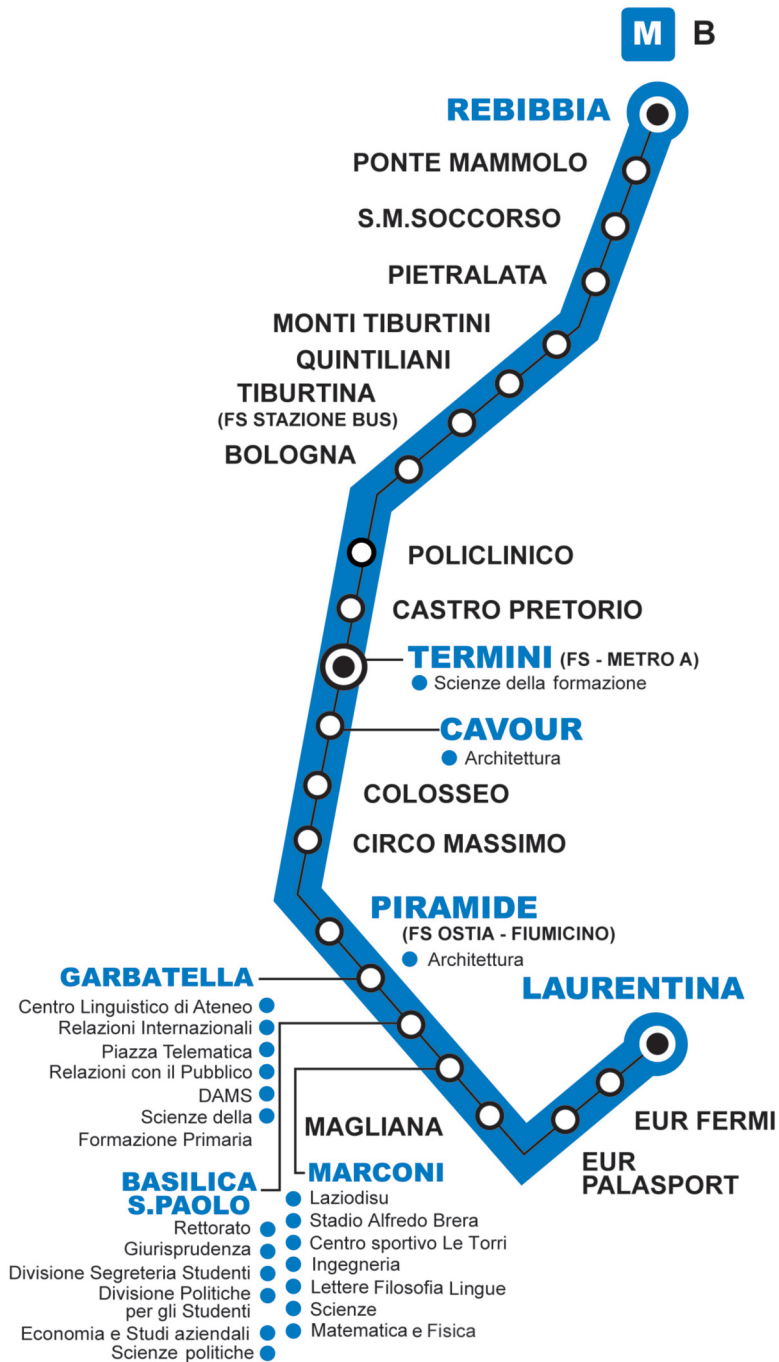 M B
REBIBBIA
PONTE MAMMOLO
S.M.SOCCORSO
PIETRALATA
MONTI TIBURTINI
QUINTILIANI
TIBURTINA
(FS STAZIONE BUS)
BOLOGNA
POLICLINICO
CASTRO PRETORIO
TERMINI (FS - METRO A)
Scienze della formazione
CAVOUR
Architettura
COLOSSEO
CIRCO MASSIMO
PIRAMIDE
(FS OSTIA - FIUMICINO)
Architettura
GARBATELLA
Centro Linguistico di Ateneo
Relazioni Internazionali
Piazza Telematica
Relazioni con il Pubblico
DAMS
Scienze della
Formazione Primaria
BASILICA
S.PAOLO
Rettorato
Giurisprudenza
Divisione Segreteria Studenti
Divisione Politiche
per gli Studenti
Economia e Studi aziendali
Scienze politiche
MARCONI
Laziodisu
Stadio Alfredo Brera
Centro sportivo Le Torri
Ingegneria
Lettere Filosofia Lingue
Scienze
Matematica e Fisica
MAGLIANA
EUR
PALASPORT
EUR FERMI
LAURENTINA